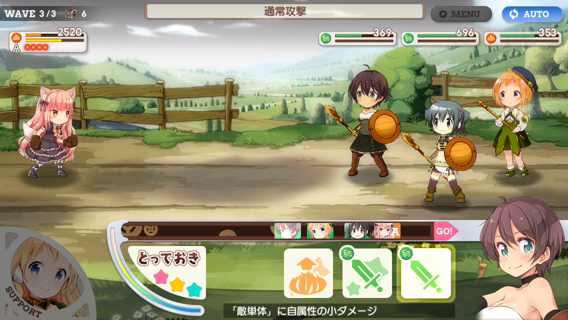 WAVE 3/3 6
通常攻撃
MENU
AUTO
2520
A
369
696
353
GO!
とっておき
SUPPORT
「敵単体」に自属性の小ダメージ